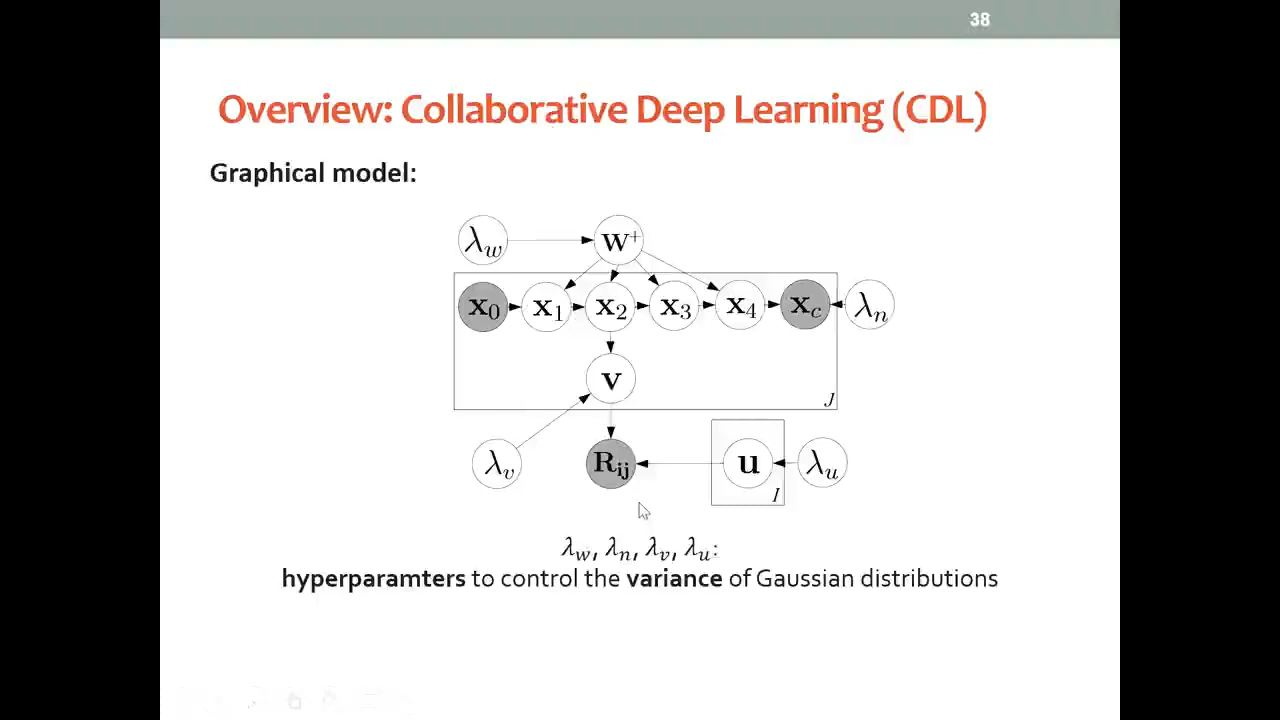 38
Overview: Collaborative Deep Learning (CDL)
Graphical model:
λw W+
x0 x1 x2 x3 x4 xc λn
v
J
λv Rij u λu
I
λw, λn, λv, λu:
hyperparamters to control the variance of Gaussian distributions